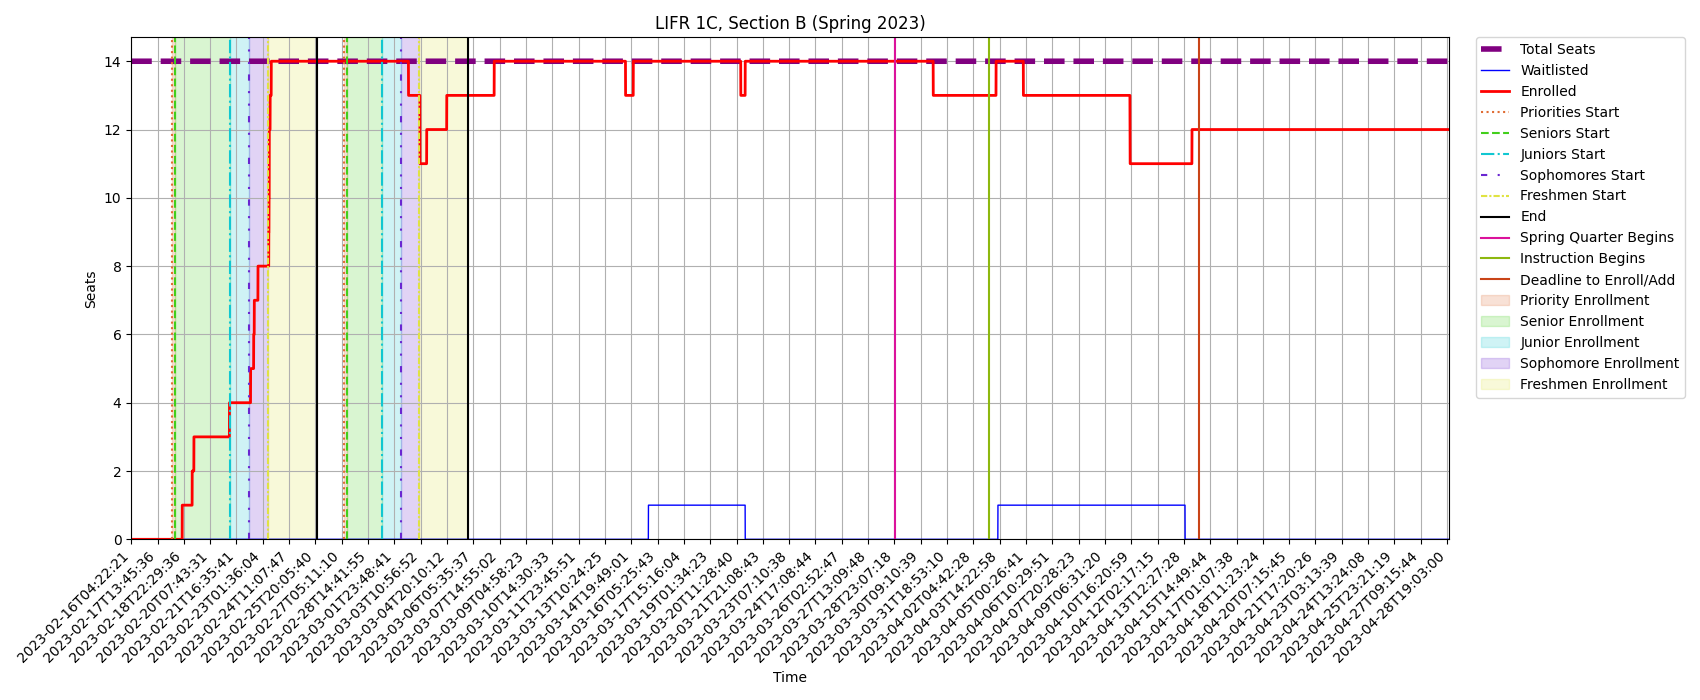 LIFR 1C, Section B (Spring 2023)
Seats
14
12
10
8
6
4
2
0
2023-02-16T04:22:21
2023-02-17T13:45:36
2023-02-18T22:29:36
2023-02-20T07:43:31
2023-02-21T16:35:41
2023-02-23T01:36:04
2023-02-24T11:07:47
2023-02-25T20:05:40
2023-02-27T05:11:10
2023-02-28T14:41:55
2023-03-01T23:48:41
2023-03-03T10:56:52
2023-03-04T20:10:12
2023-03-06T05:35:37
2023-03-07T14:55:02
2023-03-09T04:58:23
2023-03-10T14:30:33
2023-03-11T23:45:51
2023-03-13T10:24:25
2023-03-14T19:49:01
2023-03-16T05:25:43
2023-03-17T15:16:04
2023-03-19T01:34:23
2023-03-20T11:28:40
2023-03-21T21:08:43
2023-03-23T07:10:38
2023-03-24T17:08:44
2023-03-26T02:52:47
2023-03-27T13:09:48
2023-03-28T23:07:18
2023-03-30T09:10:39
2023-03-31T18:53:10
2023-04-02T04:42:28
2023-04-03T14:22:58
2023-04-05T00:26:41
2023-04-06T10:29:51
2023-04-07T20:28:23
2023-04-09T06:31:20
2023-04-10T16:20:59
2023-04-12T02:17:15
2023-04-13T12:27:28
2023-04-15T14:49:44
2023-04-17T01:07:38
2023-04-18T11:23:24
2023-04-20T07:15:45
2023-04-21T17:20:26
2023-04-23T03:13:39
2023-04-24T13:24:08
2023-04-25T23:21:19
2023-04-27T09:15:44
2023-04-28T19:03:00
Time
Total Seats
Waitlisted
Enrolled
Priorities Start
Seniors Start
Juniors Start
Sophomores Start
Freshmen Start
End
Spring Quarter Begins
Instruction Begins
Deadline to Enroll/Add
Priority Enrollment
Senior Enrollment
Junior Enrollment
Sophomore Enrollment
Freshmen Enrollment